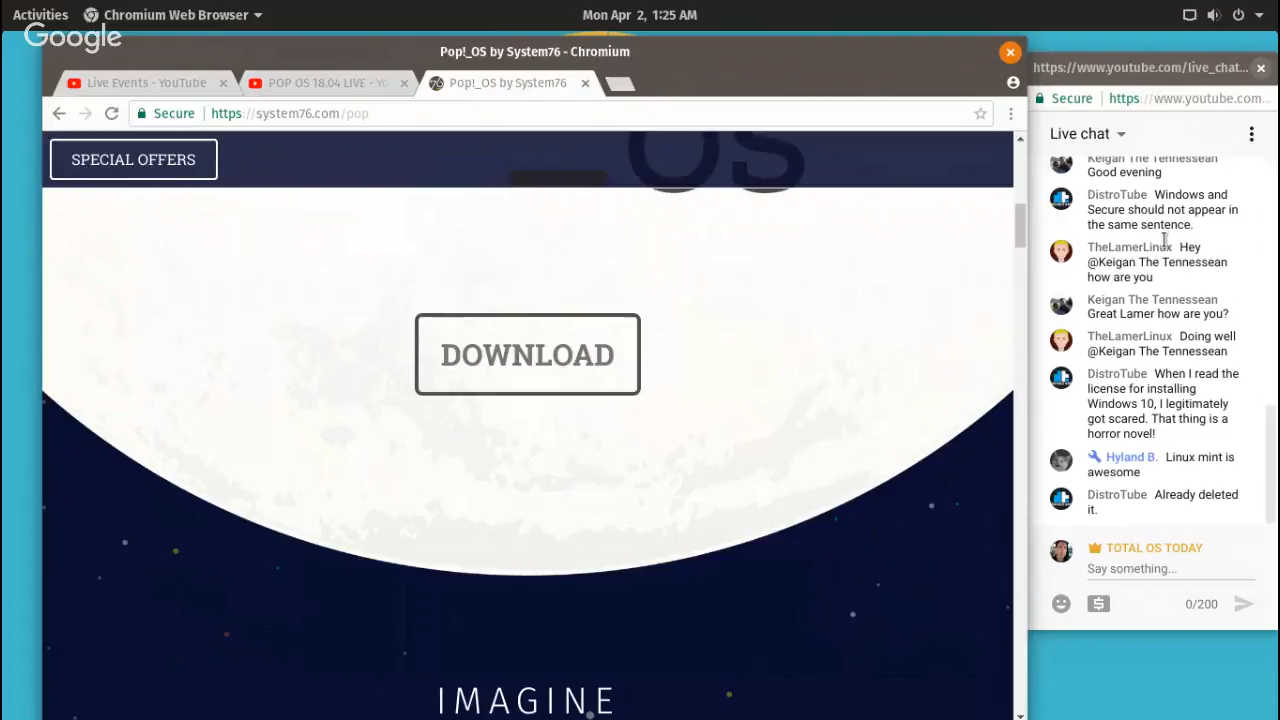 Activities
Chromium Web Browser
Mon Apr 2, 1:25 AM
Google
Pop!_OS by System76 - Chromium
Live Events - YouTube
POP OS 18.04 LIVE - Yo
Pop!_OS by System76
Secure
https://system76.com/pop
SPECIAL OFFERS
OS
DOWNLOAD
IMAGINE
https://www.youtube.com/live_chat...
Secure
https://www.youtube.com...
Live chat
Keigan The Tennessean
Good evening
DistroTube Windows and
Secure should not appear in
the same sentence.
TheLamerLinux Hey
@Keigan The Tennessean
how are you
Keigan The Tennessean
Great Lamer how are you?
TheLamerLinux Doing well
@Keigan The Tennessean
DistroTube When I read the
license for installing
Windows 10, I legitimately
got scared. That thing is a
horror novel!
Hyland B. Linux mint is
awesome
DistroTube Already deleted
it.
TOTAL OS TODAY
Say something...
0/200